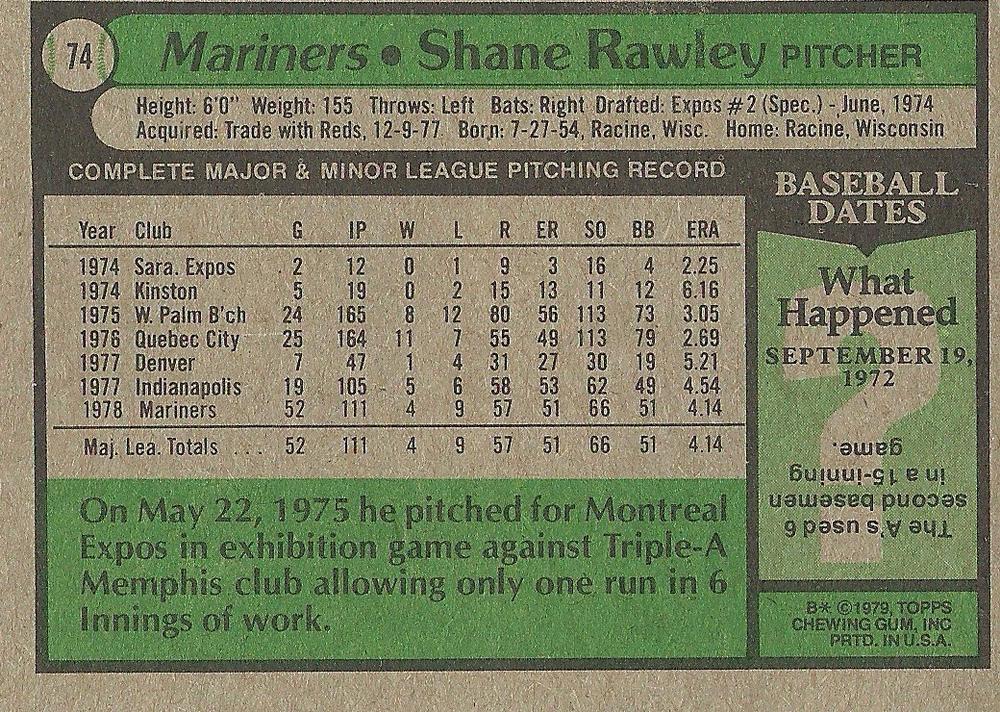 74
Mariners • Shane Rawley PITCHER
Height: 6'0" Weight: 155 Throws: Left Bats: Right Drafted: Expos #2 (Spec.) - June, 1974
Acquired: Trade with Reds, 12-9-77 Born: 7-27-54, Racine, Wisc. Home: Racine, Wisconsin
COMPLETE MAJOR & MINOR LEAGUE PITCHING RECORD
Year Club G IP W L R ER SO BB ERA
1974 Sara. Expos 2 12 0 1 9 3 16 4 2.25
1974 Kinston 5 19 0 2 15 13 11 12 6.16
1975 W. Palm B'ch 24 165 8 12 80 56 113 73 3.05
1976 Quebec City 25 164 11 7 55 49 113 79 2.69
1977 Denver 7 47 1 4 31 27 30 19 5.21
1977 Indianapolis 19 105 5 6 58 53 62 49 4.54
1978 Mariners 52 111 4 9 57 51 66 51 4.14
Maj. Lea. Totals ... 52 111 4 9 57 51 66 51 4.14
On May 22, 1975 he pitched for Montreal
Expos in exhibition game against Triple-A
Memphis club allowing only one run in 6
Innings of work.
BASEBALL
DATES
What
Happened
SEPTEMBER 19,
1972
The A's used 6
second basemen
in a 15-inning
game.
B* ©1979, TOPPS
CHEWING GUM, INC
PRTD. IN U.S.A.